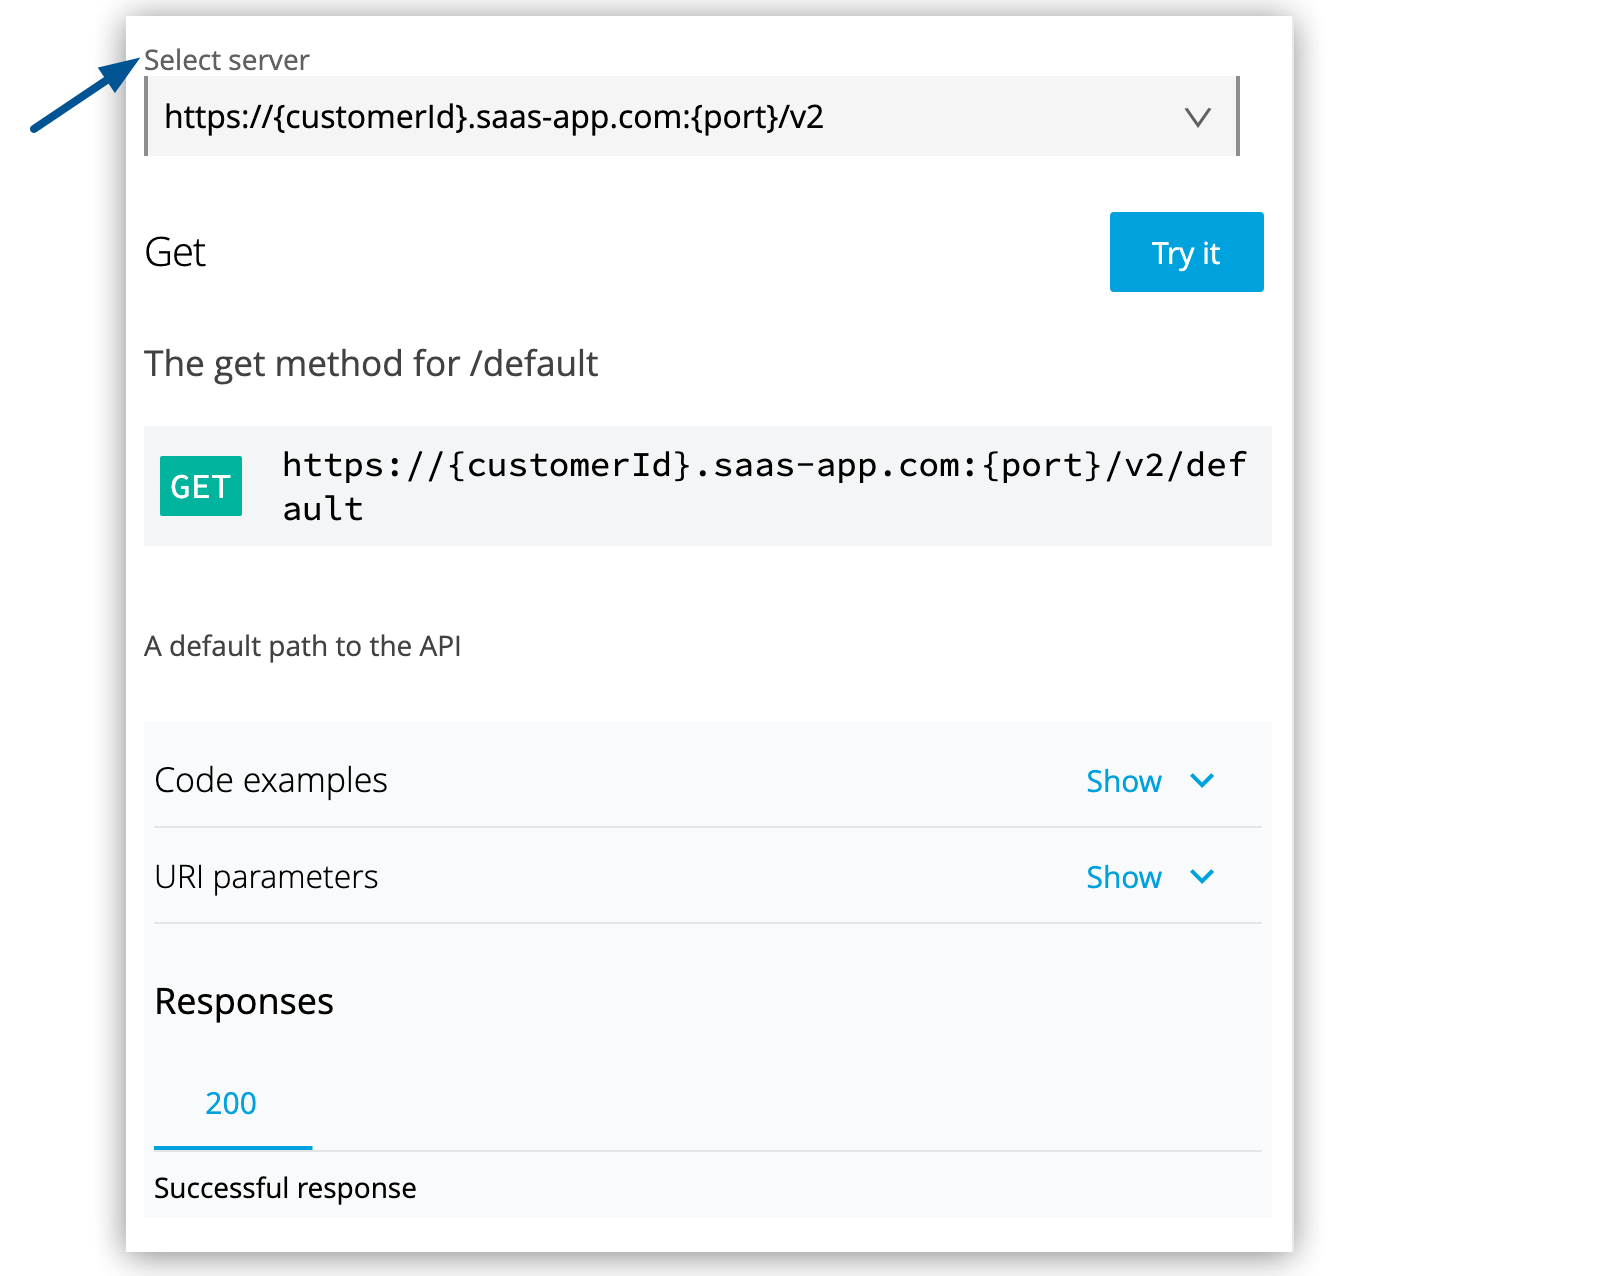 Select server
https://{customerId}.saas-app.com:{port}/v2
Get
Try it
The get method for /default
GET
https://{customerId}.saas-app.com:{port}/v2/def
ault
A default path to the API
Code examples
Show
URI parameters
Show
Responses
200
Successful response